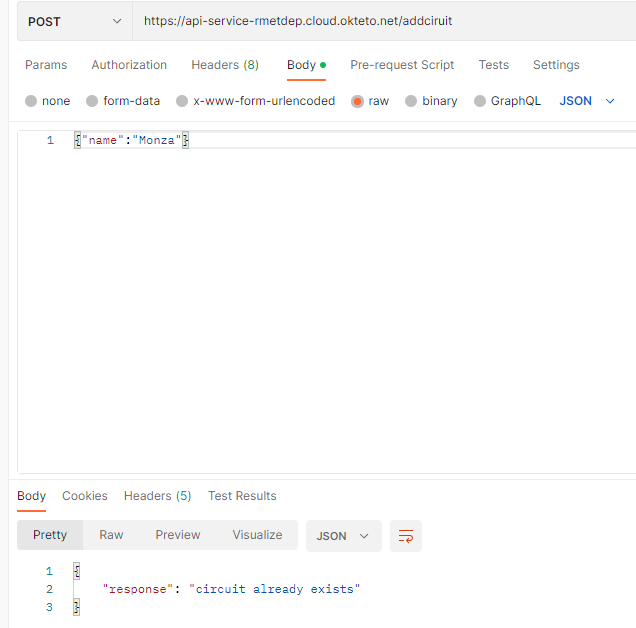 POST https://api-service-rmetdep.cloud.okteto.net/addciruit
Params Authorization Headers (8) Body Pre-request Script Tests Settings
none form-data x-www-form-urlencoded raw binary GraphQL JSON
1 {"name":"Monza"}
Body Cookies Headers (5) Test Results
Pretty Raw Preview Visualize JSON
1 {
2 "response": "circuit already exists"
3 }